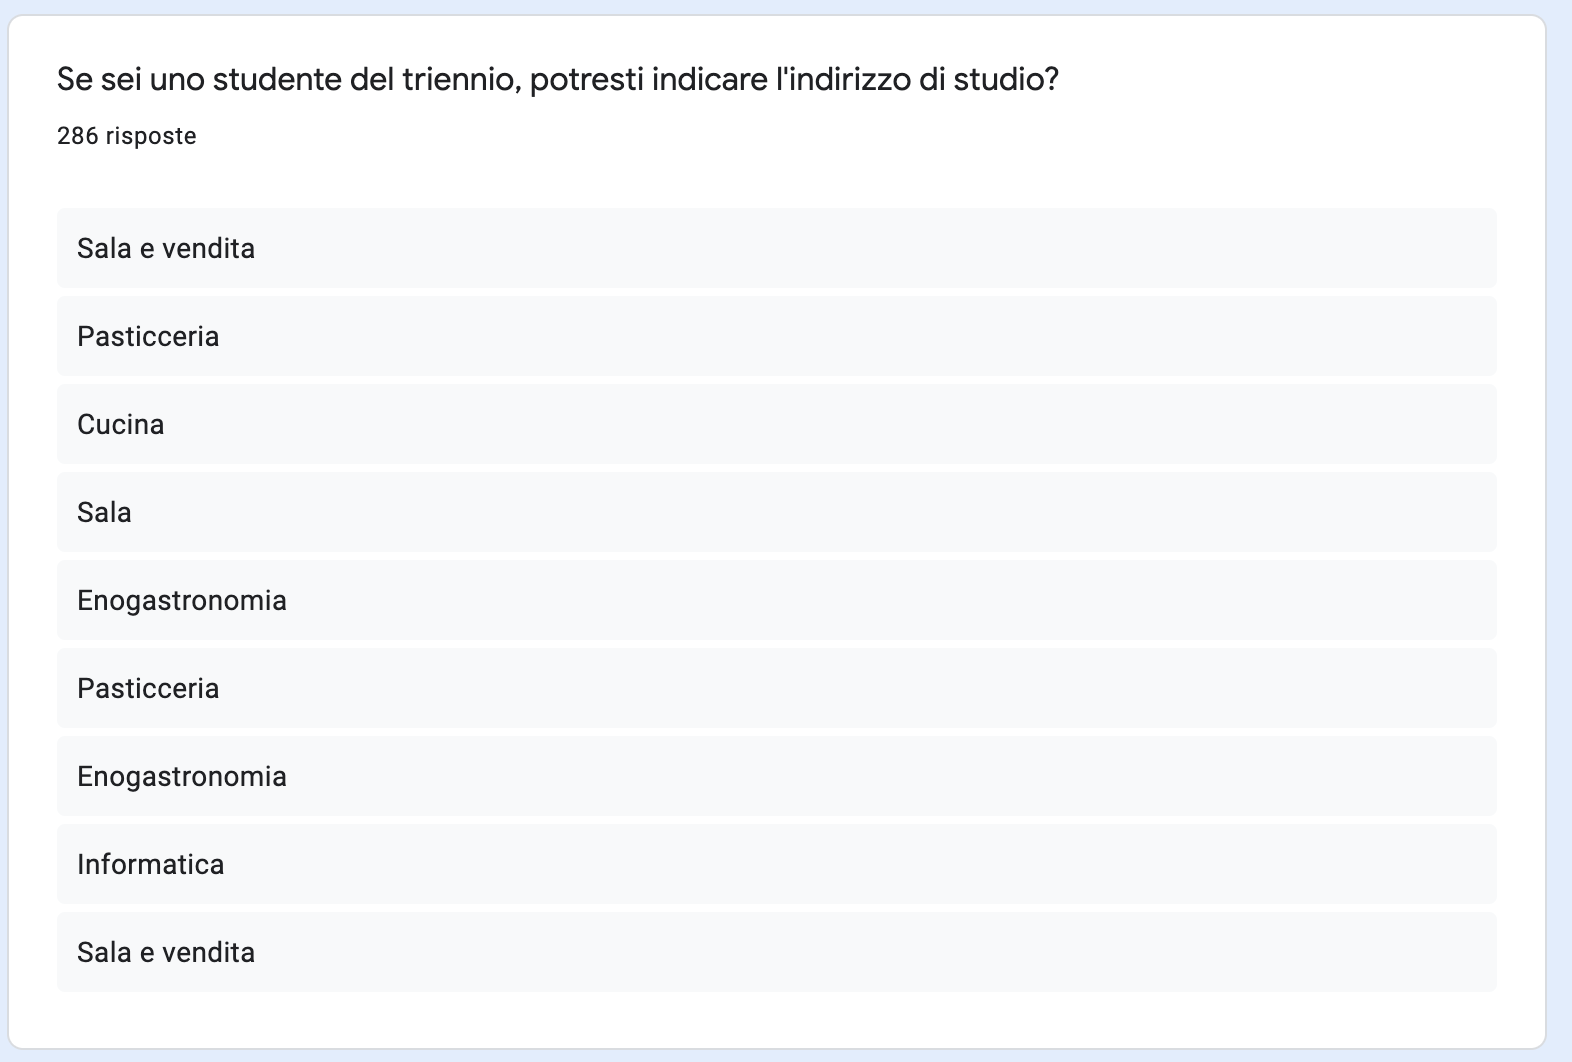 Se sei uno studente del triennio, potresti indicare l'indirizzo di studio?
286 risposte
Sala e vendita
Pasticceria
Cucina
Sala
Enogastronomia
Pasticceria
Enogastronomia
Informatica
Sala e vendita